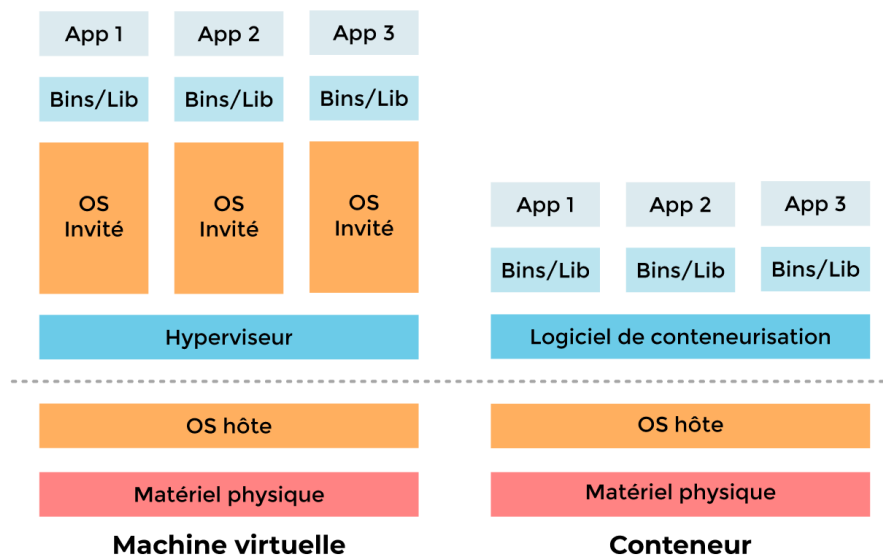 App 1
App 2
App 3
Bins/Lib
Bins/Lib
Bins/Lib
OS
Invité
OS
Invité
OS
Invité
Hyperviseur
OS hôte
Matériel physique
Machine virtuelle
App 1
App 2
App 3
Bins/Lib
Bins/Lib
Bins/Lib
Logiciel de conteneurisation
OS hôte
Matériel physique
Conteneur